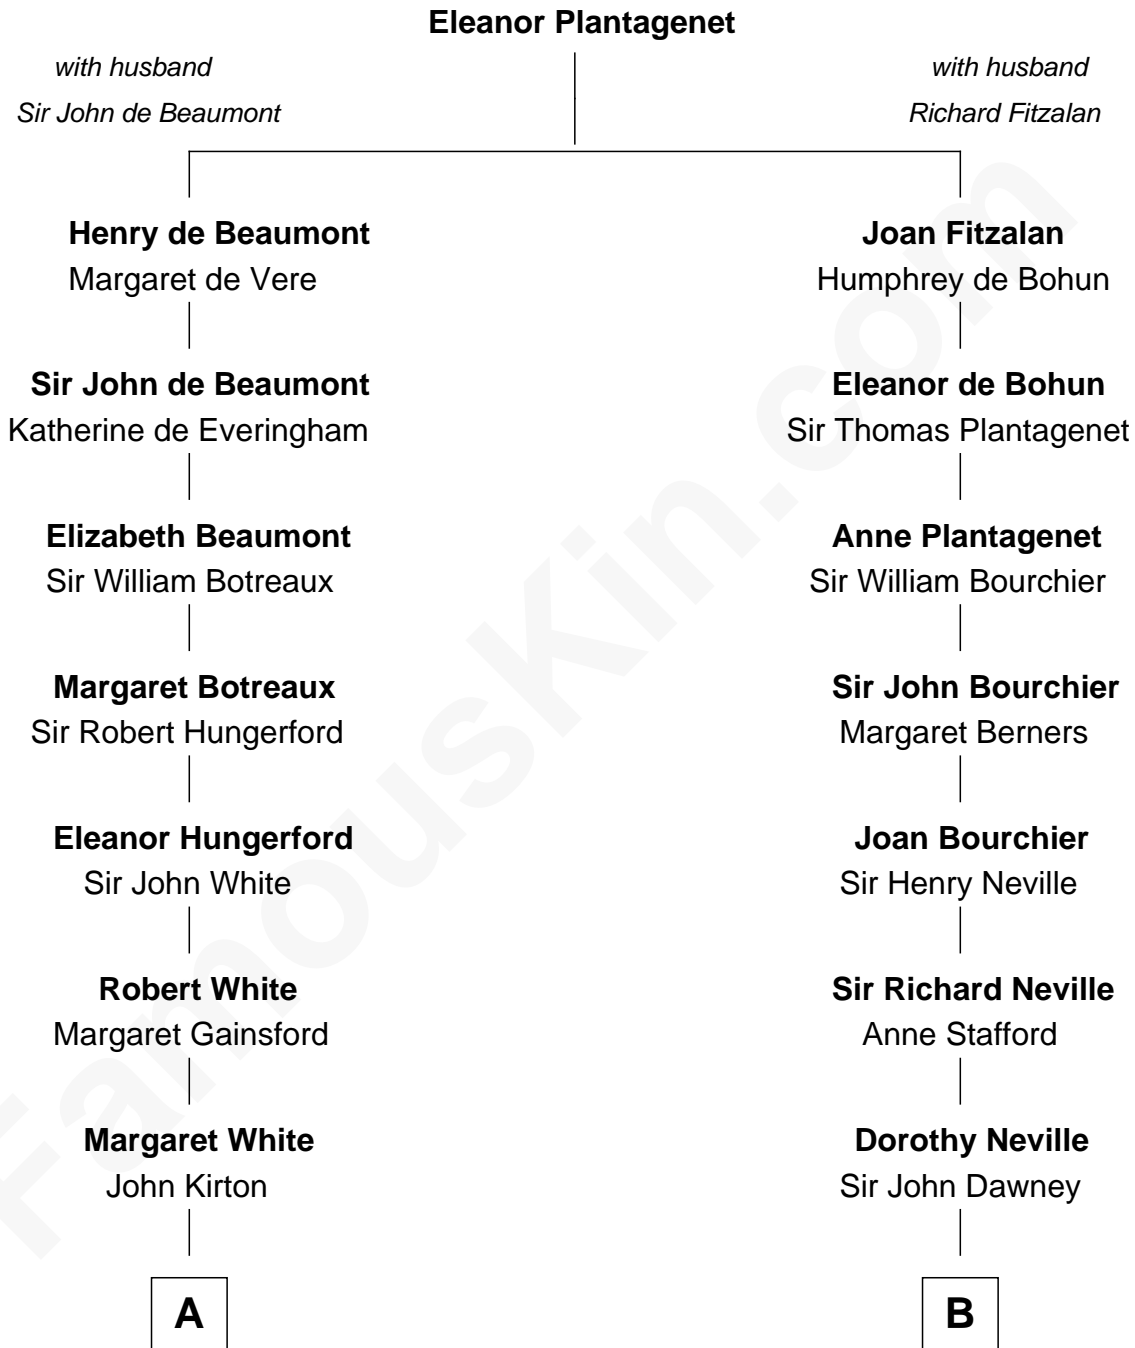 Eleanor Plantagenet
with husband
Sir John de Beaumont
with husband
Richard Fitzalan
Henry de Beaumont
Margaret de Vere
Joan Fitzalan
Humphrey de Bohun
Sir John de Beaumont
Katherine de Everingham
Eleanor de Bohun
Sir Thomas Plantagenet
Elizabeth Beaumont
Sir William Botreaux
Anne Plantagenet
Sir William Bourchier
Margaret Botreaux
Sir Robert Hungerford
Sir John Bourchier
Margaret Berners
Eleanor Hungerford
Sir John White
Joan Bourchier
Sir Henry Neville
Robert White
Margaret Gainsford
Sir Richard Neville
Anne Stafford
Margaret White
John Kirton
Dorothy Neville
Sir John Dawney
A
B
FamousKin.com